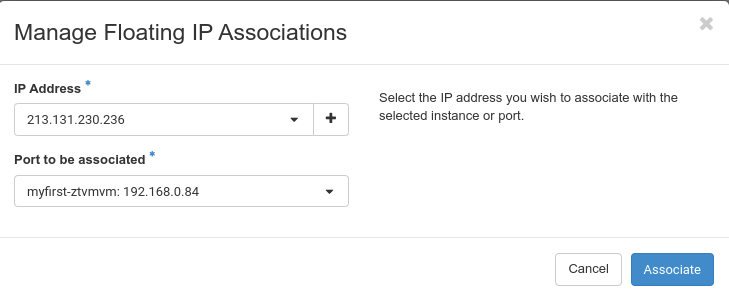 Manage Floating IP Associations
×
IP Address *
213.131.230.236
+
Select the IP address you wish to associate with the
selected instance or port.
Port to be associated *
myfirst-ztvmvm: 192.168.0.84
Cancel
Associate